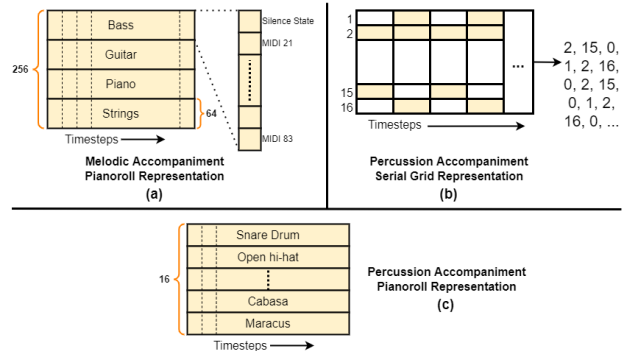 Bass
Guitar
Piano
Strings
256
64
Timesteps
Silence State
MIDI 21
MIDI 83
Melodic Accompaniment
Pianoroll Representation
(a)
1
2
15
16
...
Timesteps
2, 15, 0,
1, 2, 16,
0, 2, 15,
0, 1, 2,
16, 0, ...
Percussion Accompaniment
Serial Grid Representation
(b)
16
Snare Drum
Open hi-hat
Cabasa
Maracus
Timesteps
Percussion Accompaniment
Pianoroll Representation
(c)